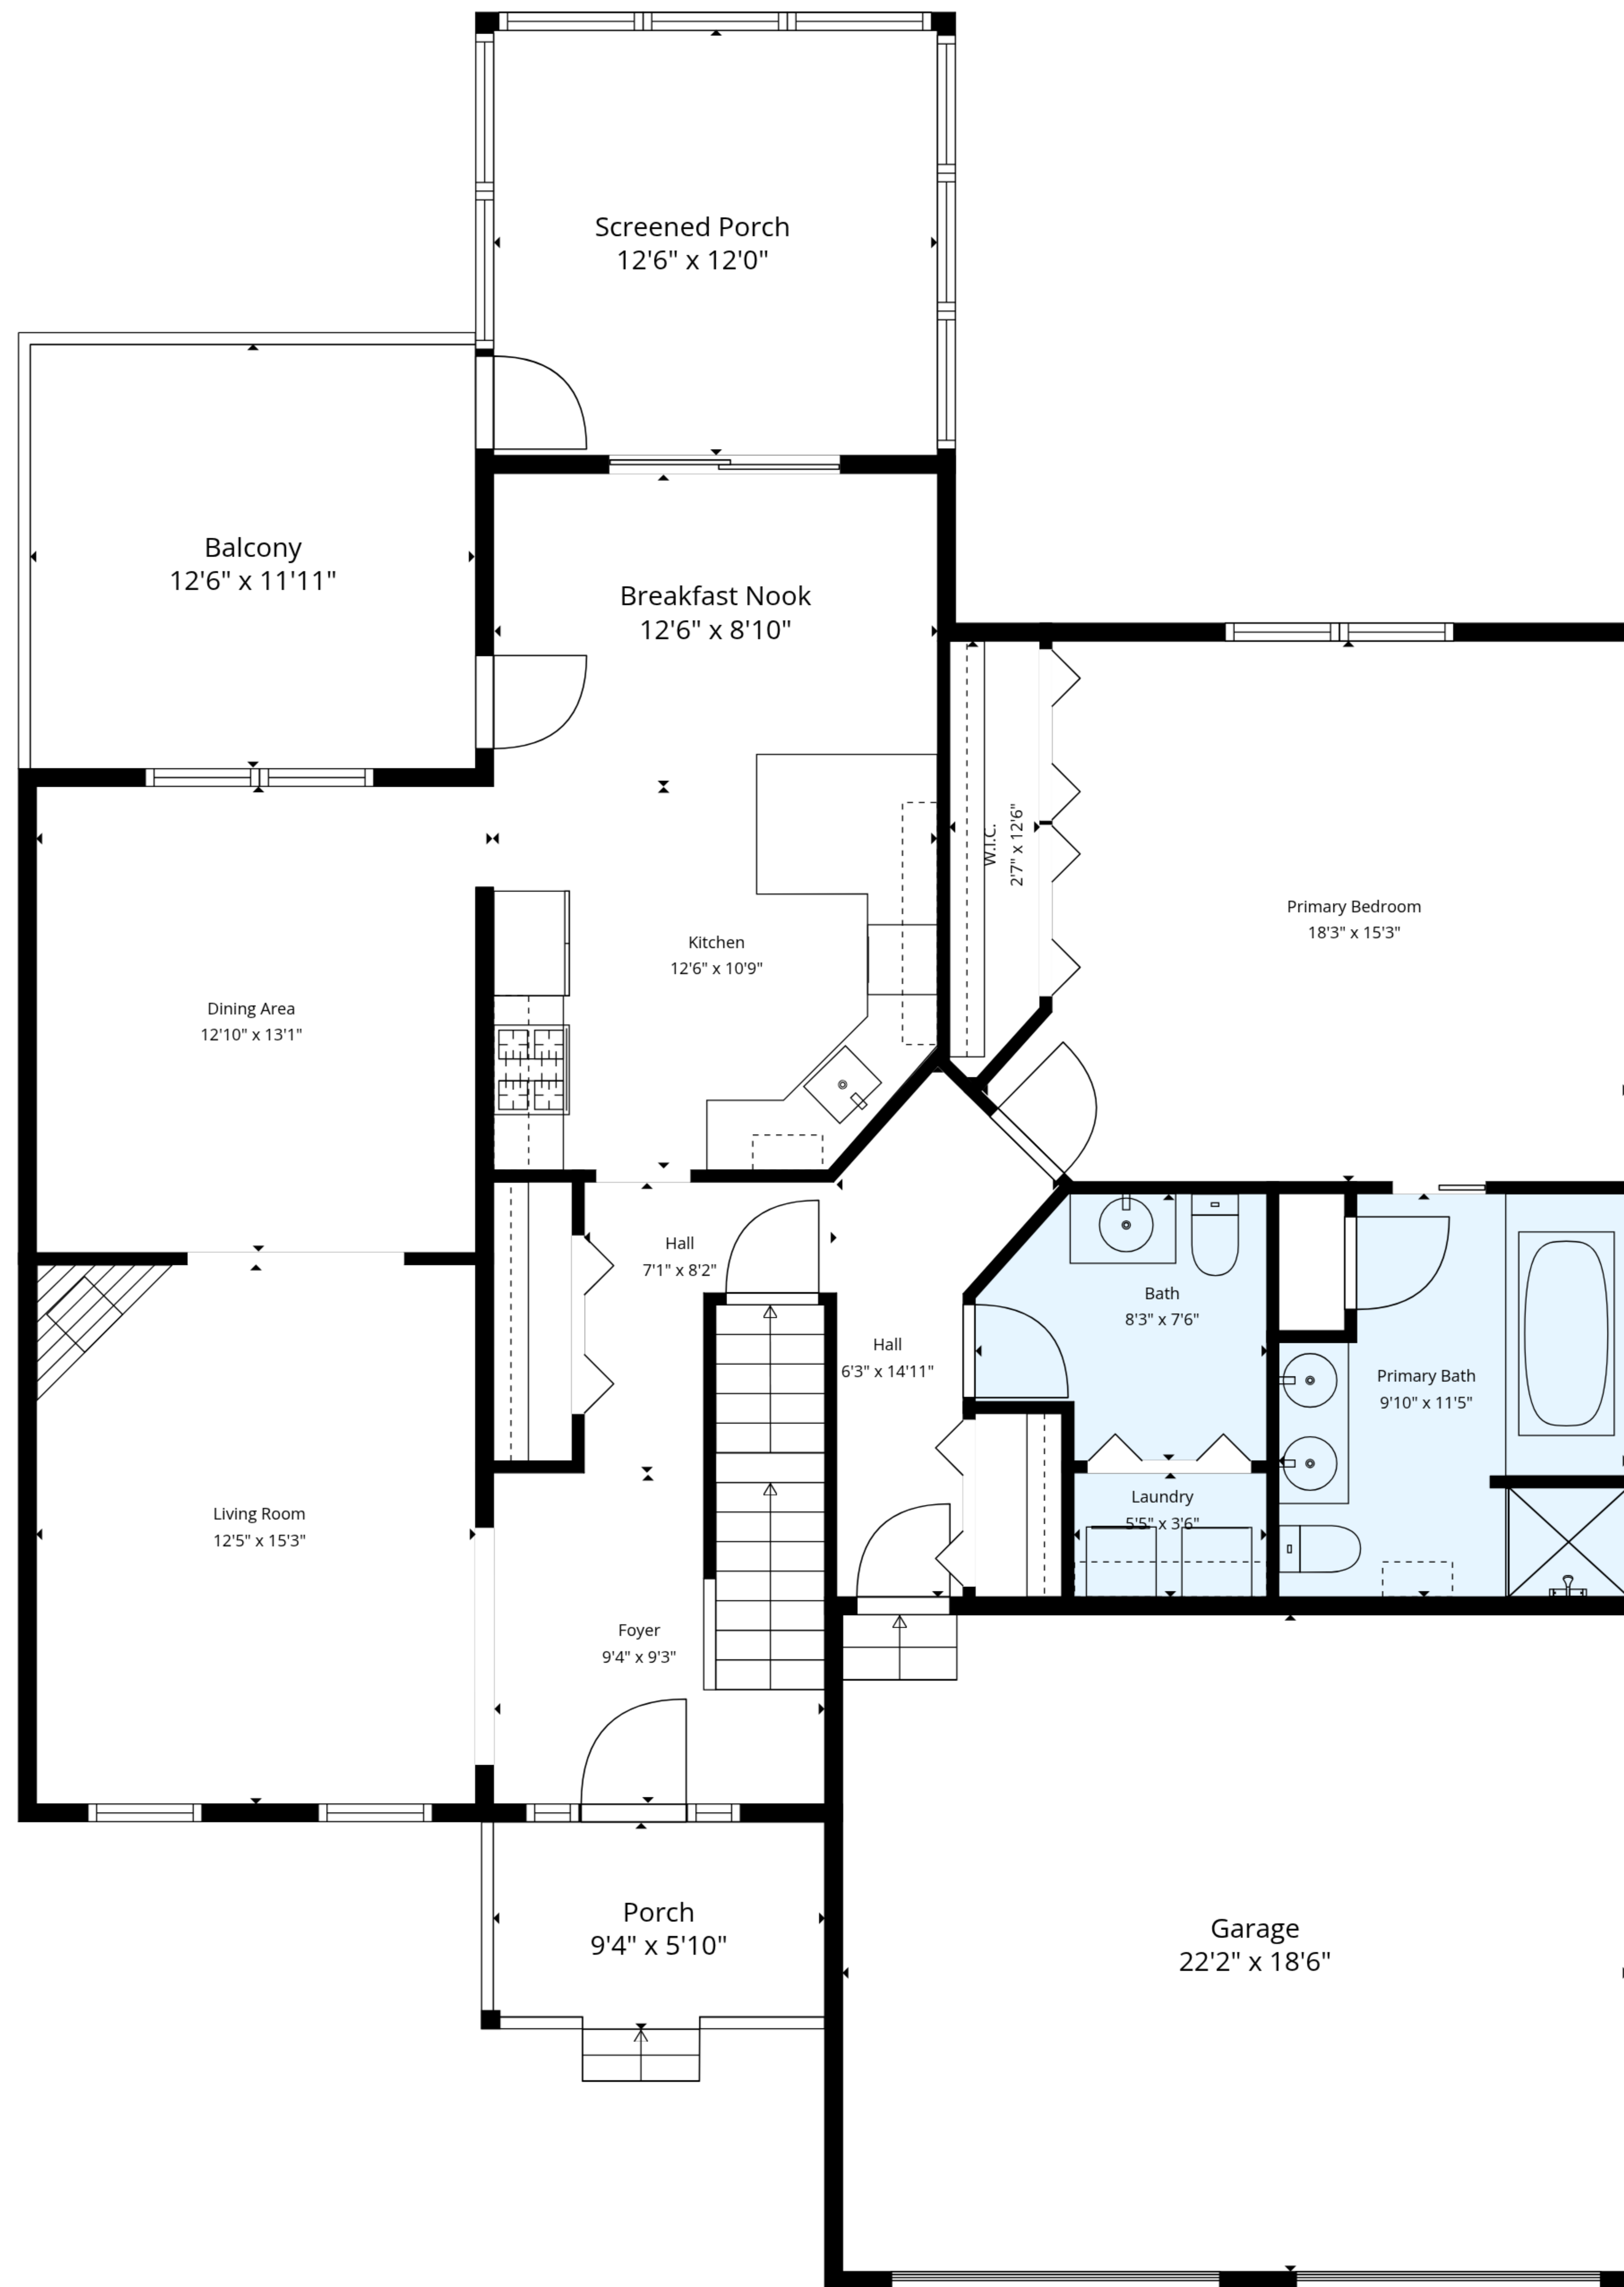 Screened Porch
12'6" x 12'0"
Balcony
12'6" x 11'11"
Breakfast Nook
12'6" x 8'10"
W.I.C.
2'7" x 12'6"
Primary Bedroom
18'3" x 15'3"
Kitchen
12'6" x 10'9"
Dining Area
12'10" x 13'1"
Hall
7'1" x 8'2"
Bath
8'3" x 7'6"
Hall
6'3" x 14'11"
Primary Bath
9'10" x 11'5"
Laundry
5'5" x 3'6"
Living Room
12'5" x 15'3"
Foyer
9'4" x 9'3"
Porch
9'4" x 5'10"
Garage
22'2" x 18'6"